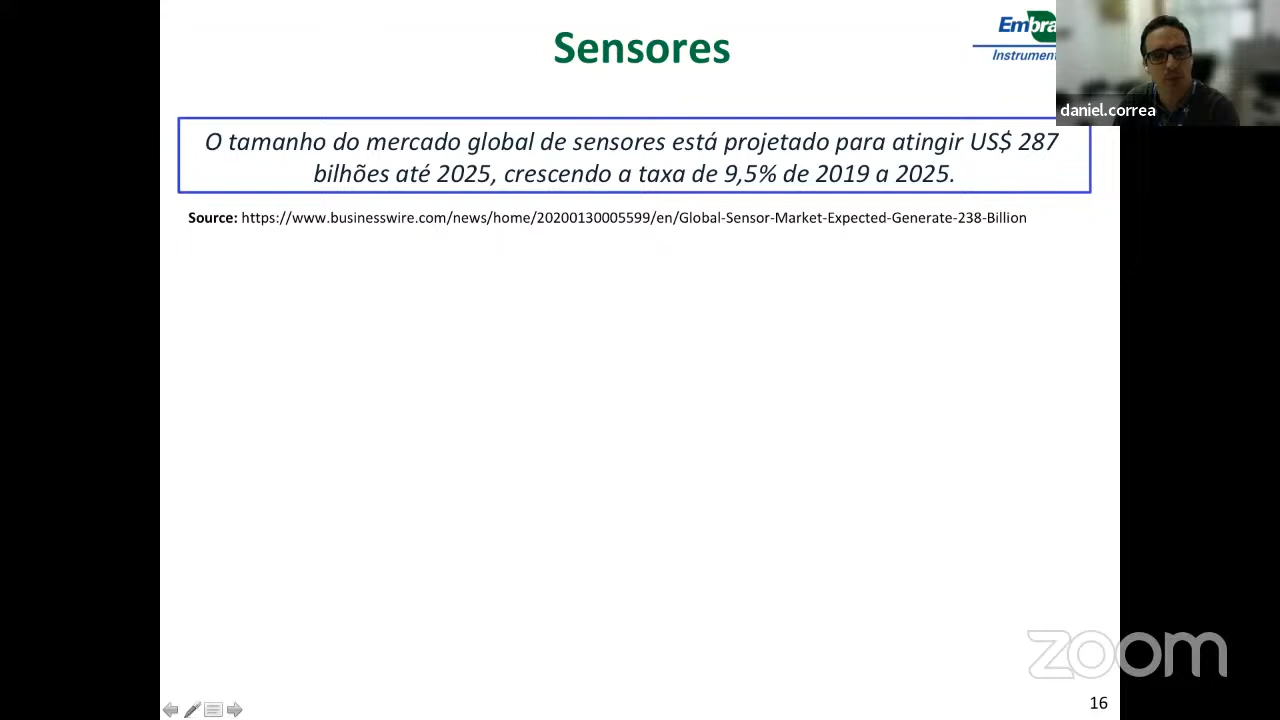 Sensores
Embra
Instrument
daniel.correa
O tamanho do mercado global de sensores está projetado para atingir US$ 287
bilhões até 2025, crescendo a taxa de 9,5% de 2019 a 2025.
Source: https://www.businesswire.com/news/home/20200130005599/en/Global-Sensor-Market-Expected-Generate-238-Billion
zoom
16